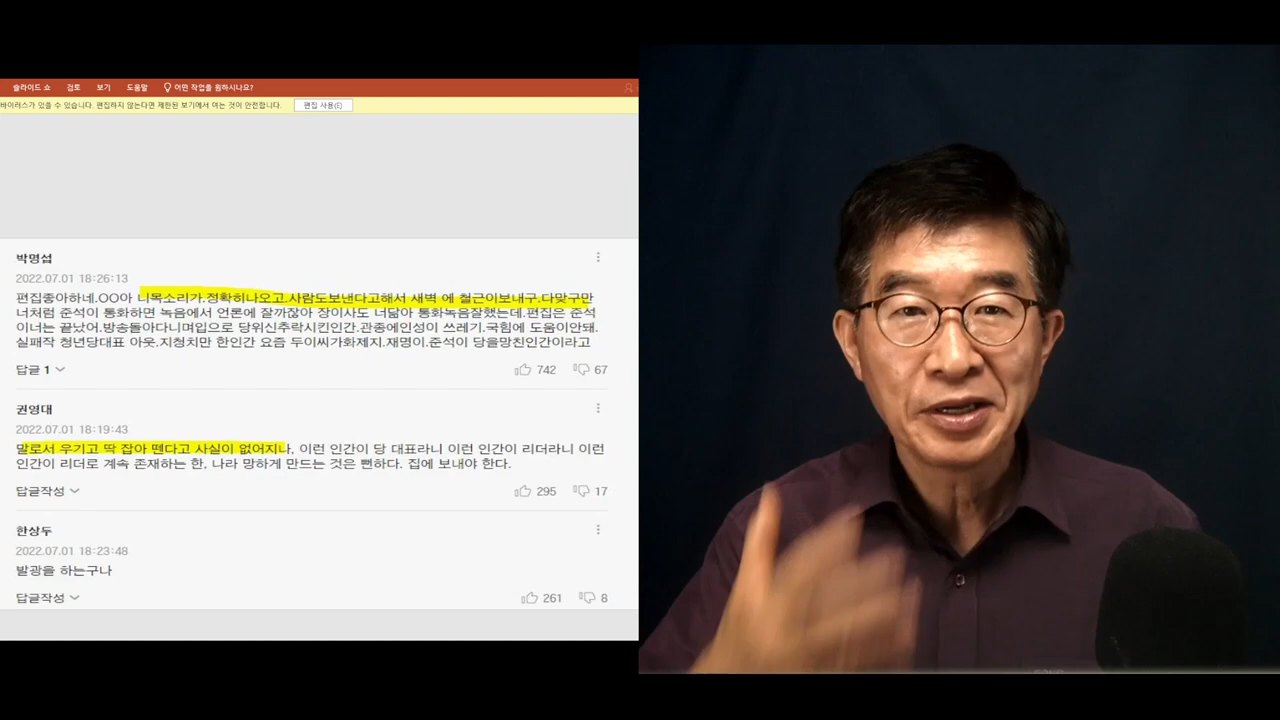 슬라이드 쇼 검토 보기 도움말 어떤 작업을 원하시나요?
바이러스가 있을 수 있습니다. 편집하지 않는다면 제한된 보기에서 여는 것이 안전합니다. 편집 사용(E)
박명섭
2022.07.01 18:26:13
편집좋아하네.OO아 니목소리가.정확히나오고.사람도보낸다고해서 새벽 에 철근이보내구.다맞구만
너처럼 준석이 통화하면 녹음에서 언론에 잘까잖아 장이사도 너닮아 통화녹음잘했는데.편집은 준석
이너는 끝났어.방송돌아다니며입으로 당위신추락시킨인간.관종에인성이 쓰레기.국힘에 도움이안돼.
실패작 청년당대표 아웃.지청치만 한인간 요즘 두이씨가화제지.재명이.준석이 당을망친인간이라고
답글 1 742 67
권영대
2022.07.01 18:19:43
말로서 우기고 딱 잡아 뗀다고 사실이 없어지나, 이런 인간이 당 대표라니 이런 인간이 리더라니 이런
인간이 리더로 계속 존재하는 한, 나라 망하게 만드는 것은 뻔하다. 집에 보내야 한다.
답글작성 295 17
한상두
2022.07.01 18:23:48
발광을 하는구나
답글작성 261 8